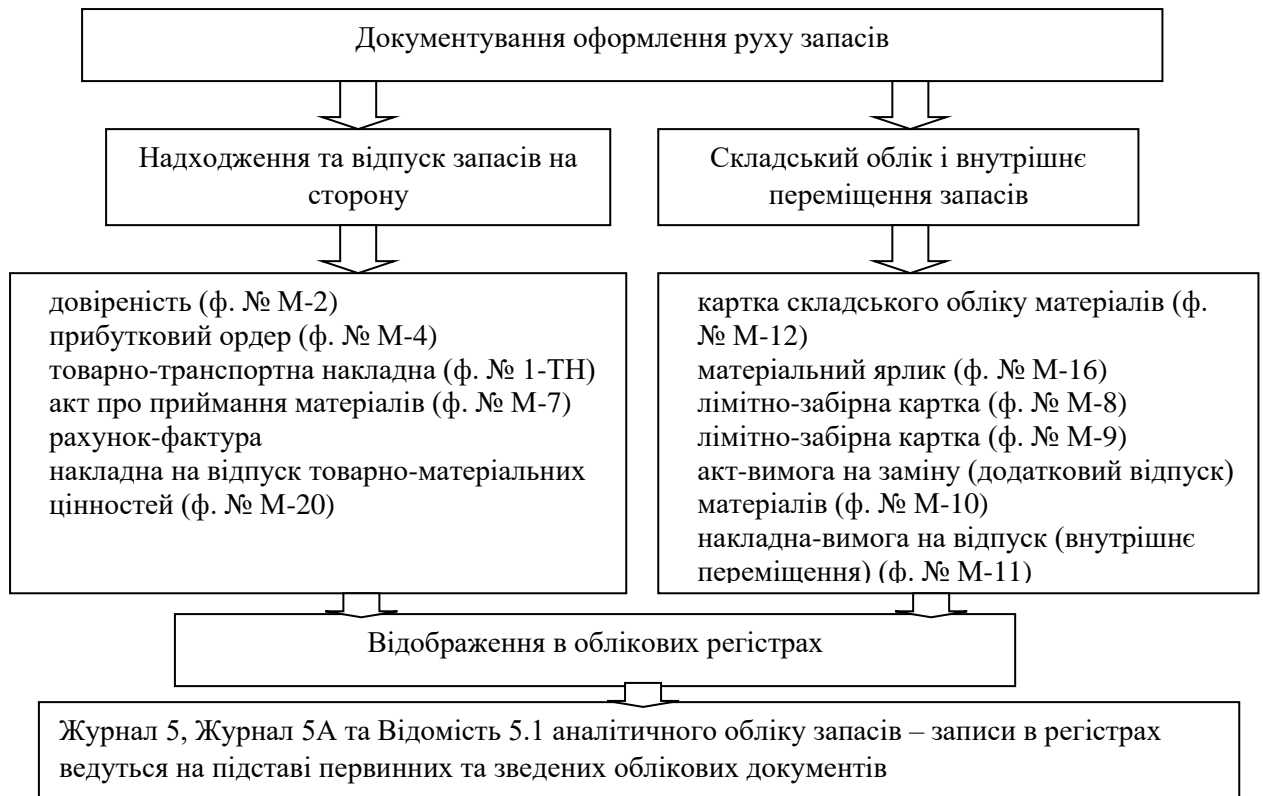 Документування оформлення руху запасів
Надходження та відпуск запасів на
сторону
Складський облік і внутрішнє
переміщення запасів
довіреність (ф. № М-2)
прибутковий ордер (ф. № М-4)
товарно-транспортна накладна (ф. № 1-ТН)
акт про приймання матеріалів (ф. № М-7)
рахунок-фактура
накладна на відпуск товарно-матеріальних
цінностей (ф. № М-20)
картка складського обліку матеріалів (ф.
№ М-12)
матеріальний ярлик (ф. № М-16)
лімітно-забірна картка (ф. № М-8)
лімітно-забірна картка (ф. № М-9)
акт-вимога на заміну (додатковий відпуск)
матеріалів (ф. № М-10)
накладна-вимога на відпуск (внутрішнє
переміщення) (ф. № М-11)
Відображення в облікових регістрах
Журнал 5, Журнал 5А та Відомість 5.1 аналітичного обліку запасів – записи в регістрах
ведуться на підставі первинних та зведених облікових документів